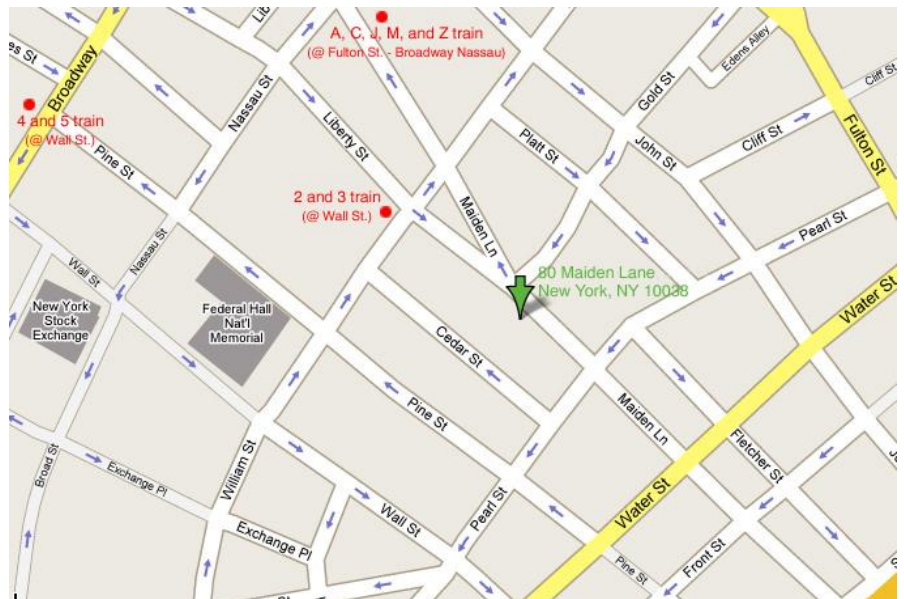 A, C, J, M, and Z train
(@ Fulton St. - Broadway Nassau)
Edens Alley
Cliff St
Broadway
Nassau St
Gold St
4 and 5 train
(@ Wall St.)
Liberty St
Platt St
John St
Cliff St
Fulton St
Pine St
2 and 3 train
(@ Wall St.)
Maiden Ln
Pearl St
Nassau St
Wall St
80 Maiden Lane
New York, NY 10038
New York
Stock
Exchange
Federal Hall
Nat'l
Memorial
Water St
Cedar St
Pine St
Maiden Ln
Fletcher St
Broad St
Exchange Pl
William St
Wall St
Pearl St
Water St
Exchange Pl
Pine St
Front St